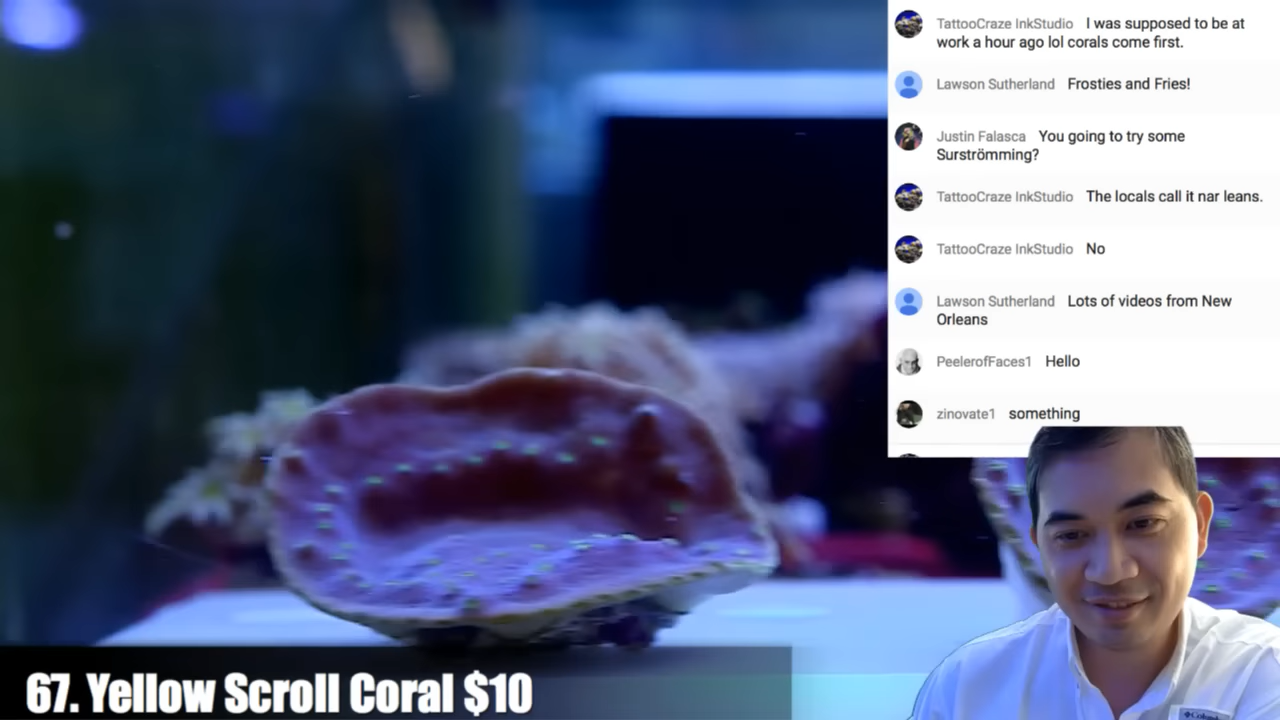 TattooCraze InkStudio I was supposed to be at
work a hour ago lol corals come first.
Lawson Sutherland Frosties and Fries!
Justin Falasca You going to try some
Surströmming?
TattooCraze InkStudio The locals call it nar leans.
TattooCraze InkStudio No
Lawson Sutherland Lots of videos from New
Orleans
PeelerofFaces1 Hello
zinovate1 something
67. Yellow Scroll Coral $10
Columbia